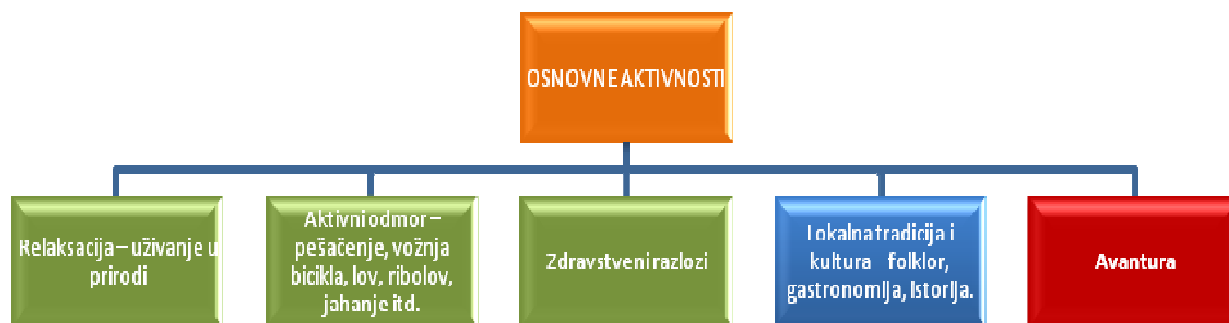 OSNOVNE AKTIVNOSTI
Relaksacija – uživanje u
prirodi
Aktivni odmor –
pešačenje, vožnja
bicikla, lov, ribolov,
jahanje itd.
Zdravstveni razlozi
Lokalna tradicija i
kultura folklor,
gastronomija, istorija.
Avantura